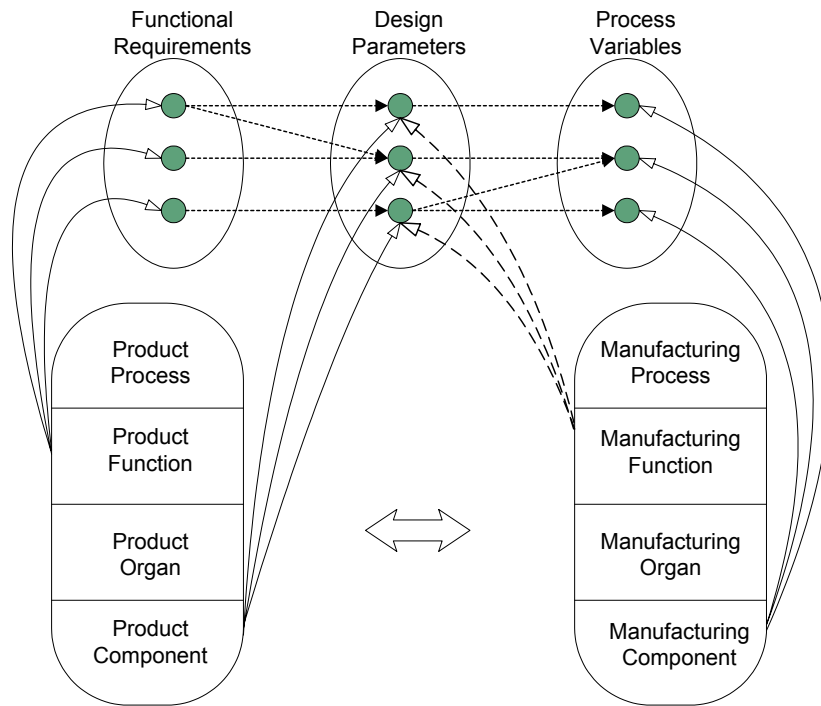 Functional
Requirements
Design
Parameters
Process
Variables
Product
Process
Product
Function
Product
Organ
Product
Component
Manufacturing
Process
Manufacturing
Function
Manufacturing
Organ
Manufacturing
Component